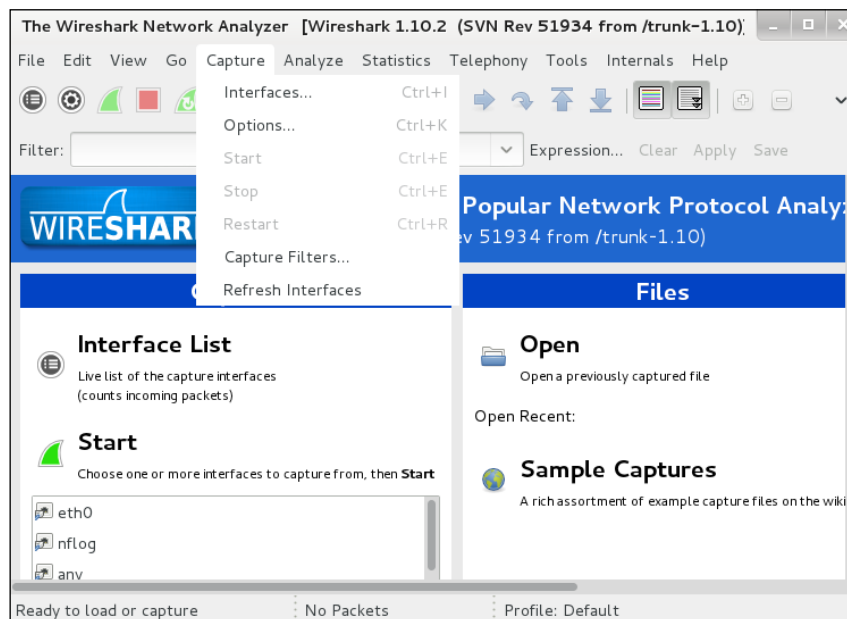 The Wireshark Network Analyzer [Wireshark 1.10.2 (SVN Rev 51934 from /trunk-1.10)]
File Edit View Go Capture Analyze Statistics Telephony Tools Internals Help
Interfaces... Ctrl+I
Options... Ctrl+K
Start Ctrl+E
Stop Ctrl+E
Restart Ctrl+R
Capture Filters...
Refresh Interfaces
Filter:
Expression... Clear Apply Save
WIRESHAR
Popular Network Protocol Analy
ev 51934 from /trunk-1.10)
C
Files
Interface List
Live list of the capture interfaces
(counts incoming packets)
Start
Choose one or more interfaces to capture from, then Start
eth0
nflog
any
Open
Open a previously captured file
Open Recent:
Sample Captures
A rich assortment of example capture files on the wiki
Ready to load or capture No Packets Profile: Default